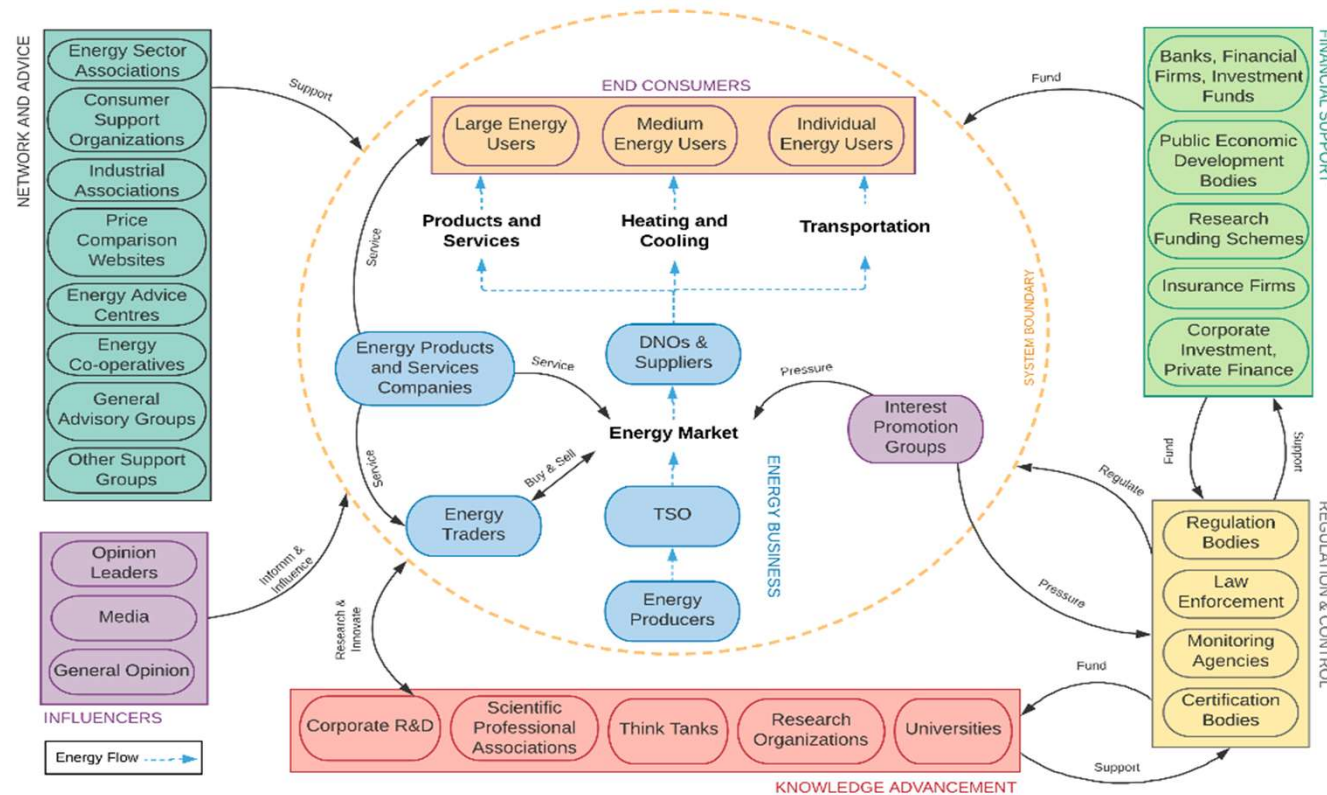 NETWORK AND ADVICE
Energy Sector
Associations
Consumer
Support
Organizations
Industrial
Associations
Price
Comparison
Websites
Energy Advice
Centres
Energy
Co-operatives
General
Advisory Groups
Other Support
Groups
Support
Opinion
Leaders
Media
General Opinion
INFLUENCERS
Informm &
Influence
Energy Flow
END CONSUMERS
Large Energy
Users
Medium
Energy Users
Individual
Energy Users
Products and
Services
Heating and
Cooling
Transportation
Service
Energy Products
and Services
Companies
Service
DNOs &
Suppliers
Pressure
Interest
Promotion
Groups
Energy Market
Service
Buy & Sell
Energy
Traders
TSO
Energy
Producers
ENERGY BUSINESS
SYSTEM BOUNDARY
Research &
Innovate
Corporate R&D
Scientific
Professional
Associations
Think Tanks
Research
Organizations
Universities
KNOWLEDGE ADVANCEMENT
Fund
Banks, Financial
Firms, Investment
Funds
Public Economic
Development
Bodies
Research
Funding Schemes
Insurance Firms
Corporate
Investment,
Private Finance
FINANCIAL SUPPORT
Fund
Support
Regulate
Pressure
Regulation
Bodies
Law
Enforcement
Monitoring
Agencies
Certification
Bodies
REGULATION & CONTROL
Fund
Support